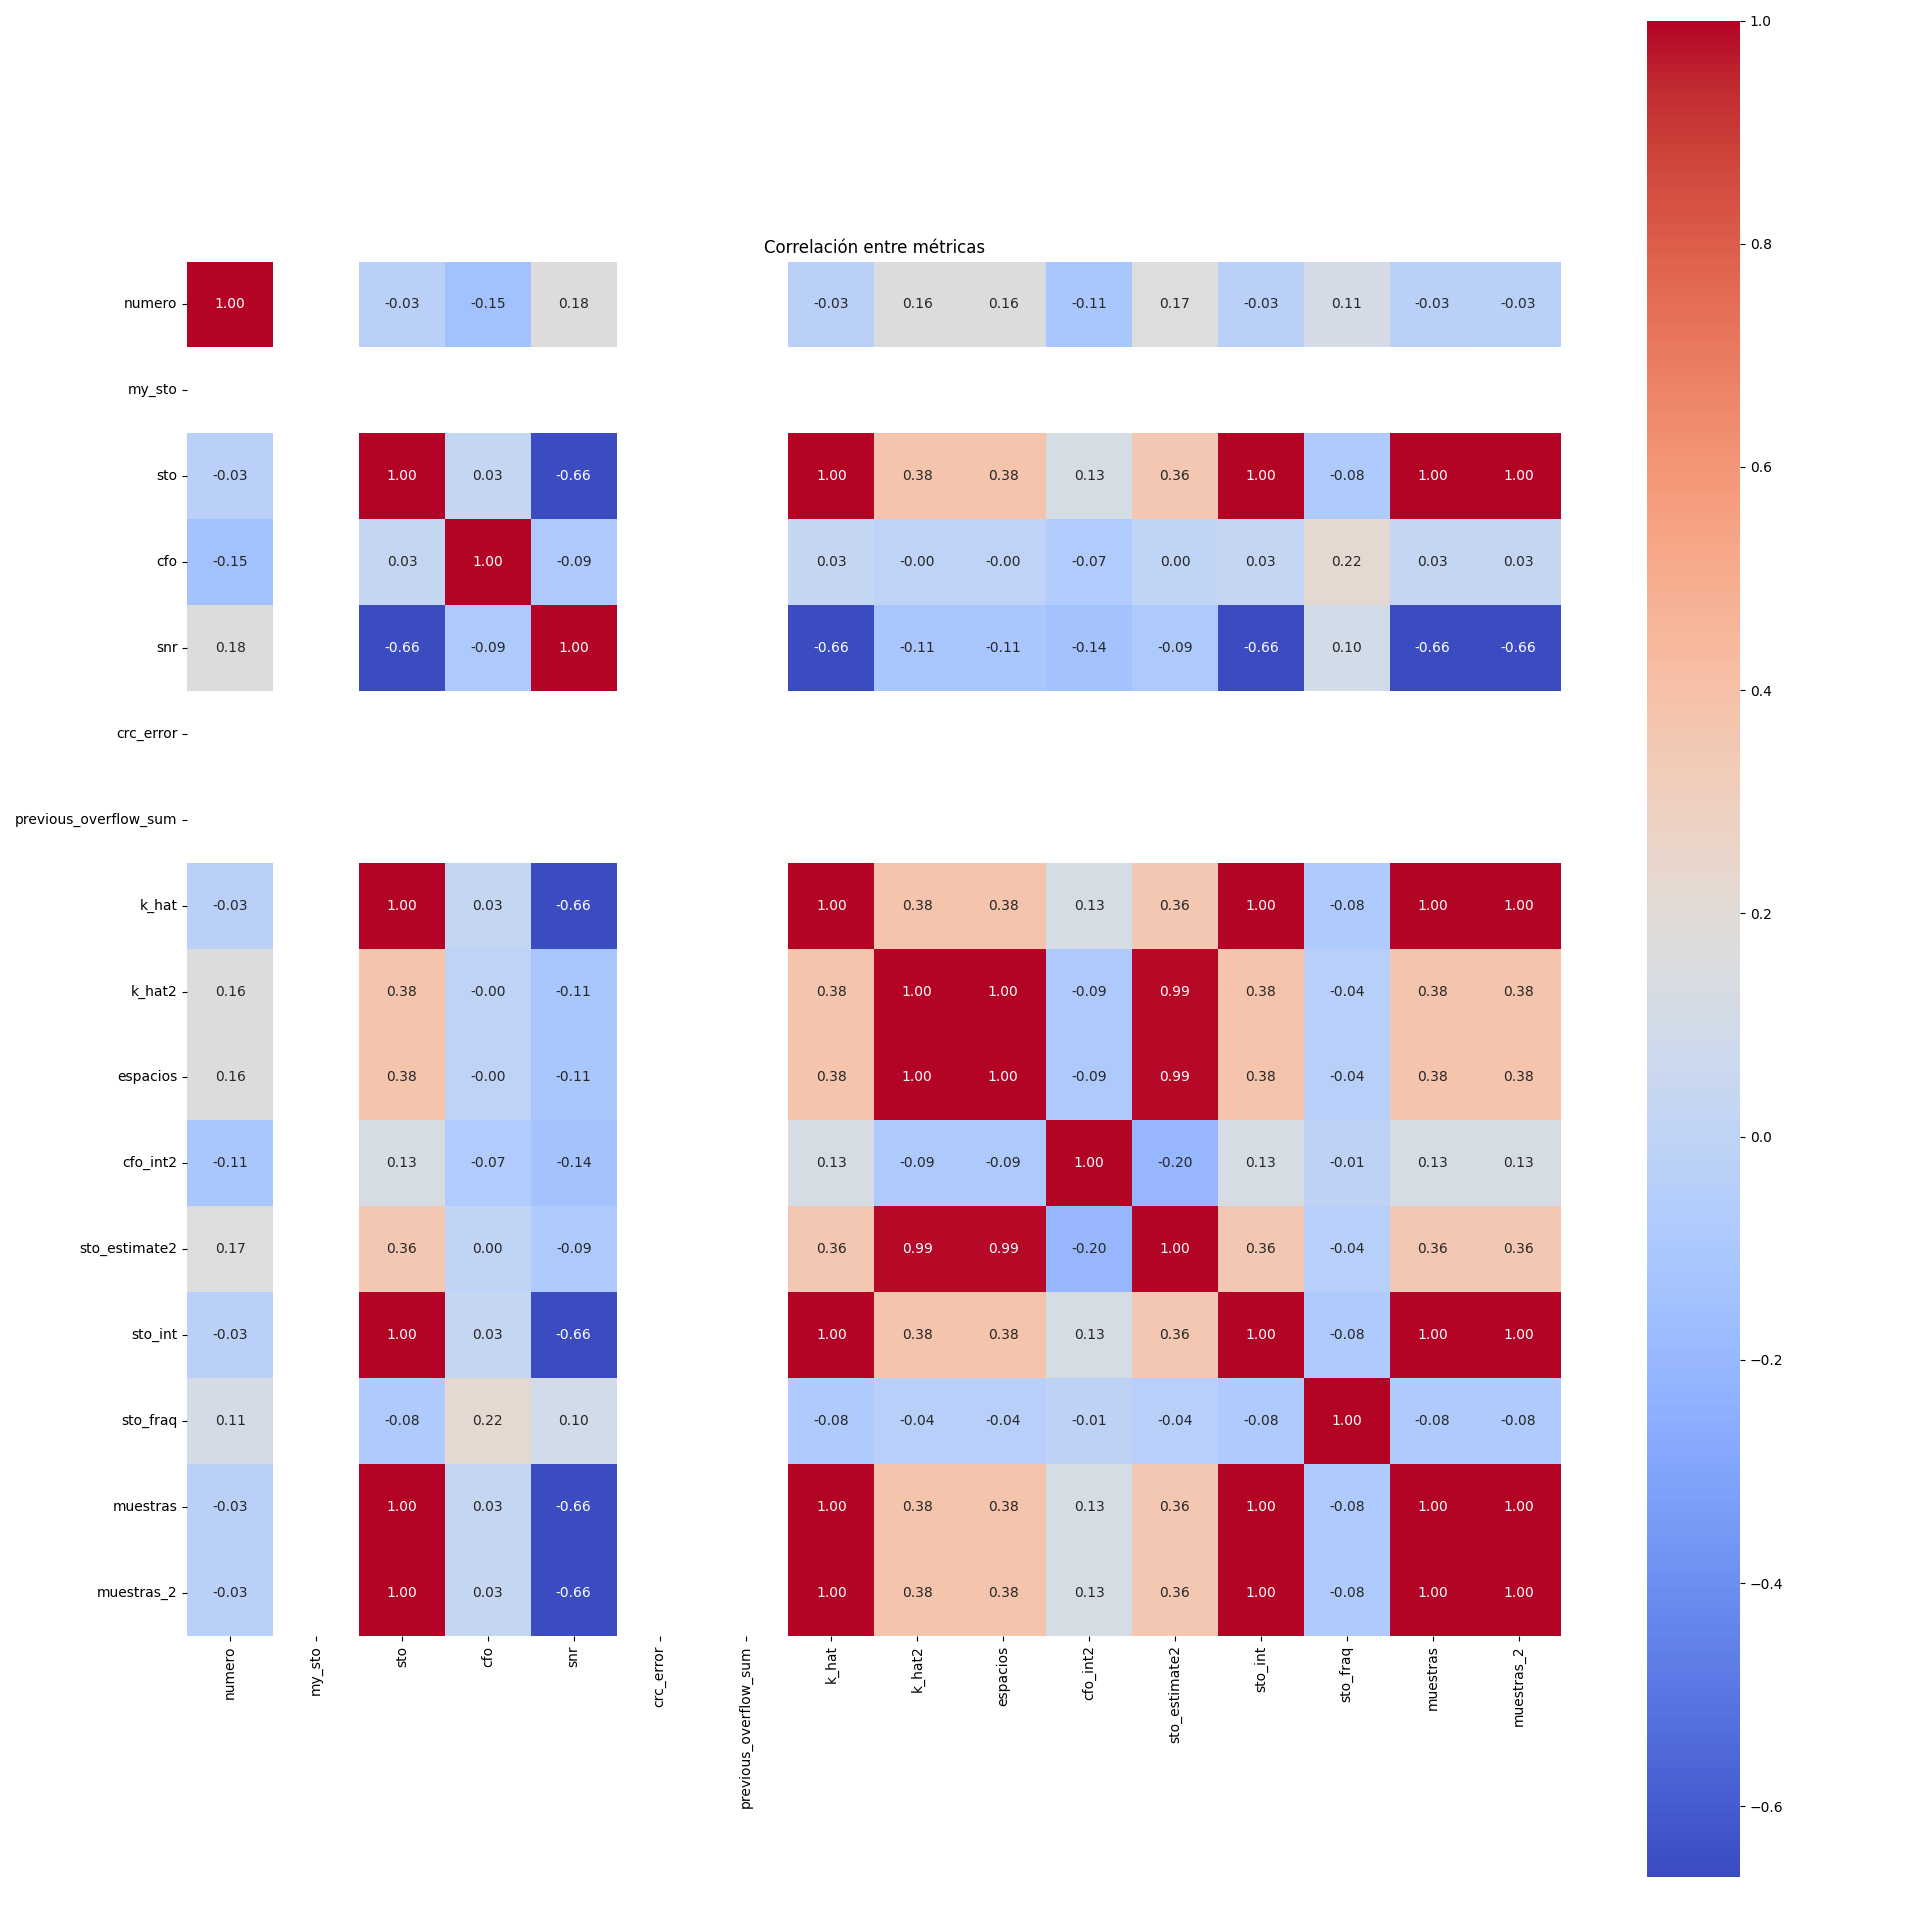 Correlación entre métricas
numero 1.00 -0.03 -0.15 0.18 -0.03 0.16 0.16 -0.11 0.17 -0.03 0.11 -0.03 -0.03
my_sto
sto -0.03 1.00 0.03 -0.66 1.00 0.38 0.38 0.13 0.36 1.00 -0.08 1.00 1.00
cfo -0.15 0.03 1.00 -0.09 0.03 -0.00 -0.00 -0.07 0.00 0.03 0.22 0.03 0.03
snr 0.18 -0.66 -0.09 1.00 -0.66 -0.11 -0.11 -0.14 -0.09 -0.66 0.10 -0.66 -0.66
crc_error
previous_overflow_sum
k_hat -0.03 1.00 0.03 -0.66 1.00 0.38 0.38 0.13 0.36 1.00 -0.08 1.00 1.00
k_hat2 0.16 0.38 -0.00 -0.11 0.38 1.00 1.00 -0.09 0.99 0.38 -0.04 0.38 0.38
espacios 0.16 0.38 -0.00 -0.11 0.38 1.00 1.00 -0.09 0.99 0.38 -0.04 0.38 0.38
cfo_int2 -0.11 0.13 -0.07 -0.14 0.13 -0.09 -0.09 1.00 -0.20 0.13 -0.01 0.13 0.13
sto_estimate2 0.17 0.36 0.00 -0.09 0.36 0.99 0.99 -0.20 1.00 0.36 -0.04 0.36 0.36
sto_int -0.03 1.00 0.03 -0.66 1.00 0.38 0.38 0.13 0.36 1.00 -0.08 1.00 1.00
sto_fraq 0.11 -0.08 0.22 0.10 -0.08 -0.04 -0.04 -0.01 -0.04 -0.08 1.00 -0.08 -0.08
muestras -0.03 1.00 0.03 -0.66 1.00 0.38 0.38 0.13 0.36 1.00 -0.08 1.00 1.00
muestras_2 -0.03 1.00 0.03 -0.66 1.00 0.38 0.38 0.13 0.36 1.00 -0.08 1.00 1.00
numero
my_sto
sto
cfo
snr
crc_error
previous_overflow_sum
k_hat
k_hat2
espacios
cfo_int2
sto_estimate2
sto_int
sto_fraq
muestras
muestras_2
1.0
0.8
0.6
0.4
0.2
0.0
−0.2
−0.4
−0.6